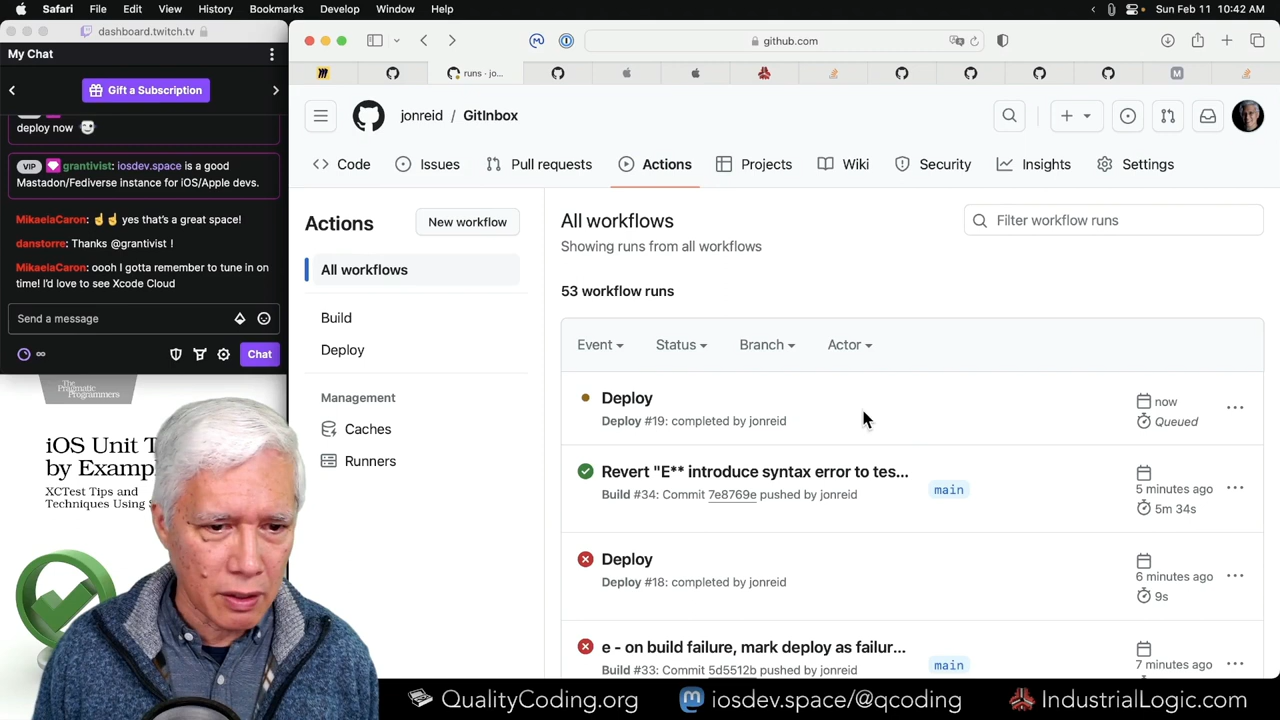 Safari File Edit View History Bookmarks Develop Window Help
Sun Feb 11 10:42 AM
dashboard.twitch.tv
My Chat
Gift a Subscription
deploy now
VIP grantivist: iosdev.space is a good
Mastadon/Fediverse instance for iOS/Apple devs.
MikaelaCaron: yes that's a great space!
danstorre: Thanks @grantivist !
MikaelaCaron: oooh I gotta remember to tune in on
time! I'd love to see Xcode Cloud
Send a message
Chat
The
Pragmatic
Programmers
iOS Unit T
by Examp
XCTest Tips and
Techniques Using S
github.com
runs · jo...
jonreid / GitInbox
Code Issues Pull requests Actions Projects Wiki Security Insights Settings
Actions
New workflow
All workflows
Build
Deploy
Management
Caches
Runners
All workflows
Showing runs from all workflows
Filter workflow runs
53 workflow runs
Event Status Branch Actor
Deploy
Deploy #19: completed by jonreid
now
Queued
Revert "E** introduce syntax error to tes...
Build #34: Commit 7e8769e pushed by jonreid
main
5 minutes ago
5m 34s
Deploy
Deploy #18: completed by jonreid
6 minutes ago
9s
e - on build failure, mark deploy as failur...
Build #33: Commit 5d5512b pushed by jonreid
main
7 minutes ago
QualityCoding.org iosdev.space/@qcoding IndustrialLogic.com